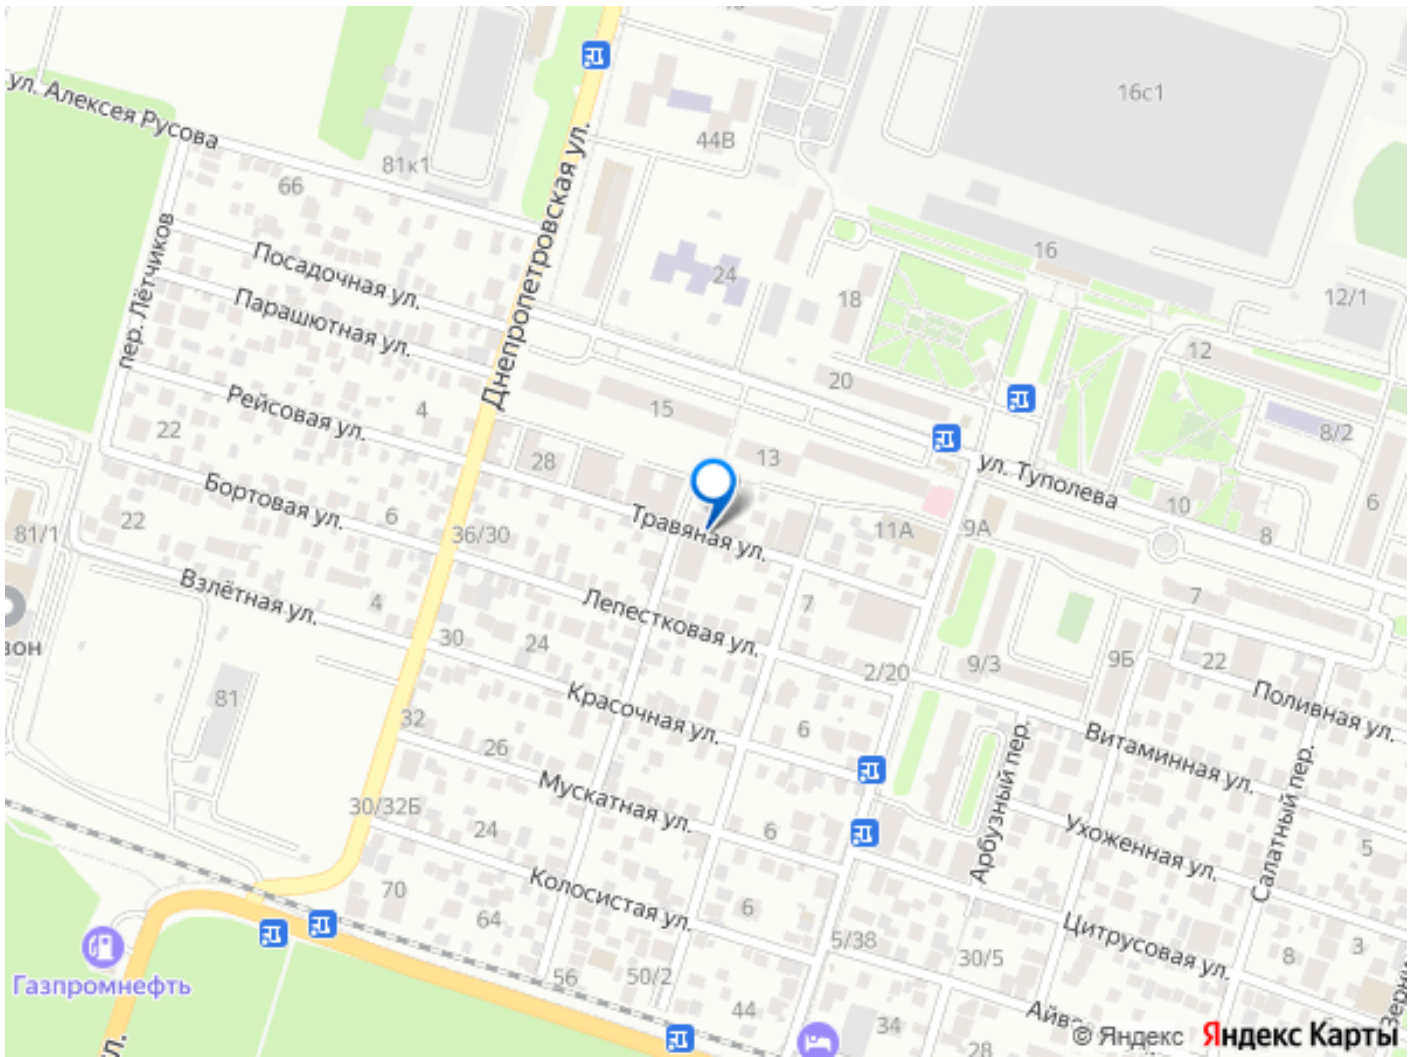 16с1
ул. Алексея Русова
44В
81к1
66
Днепропетровская ул.
пер. Лётчиков
Посадочная ул.
24
16
18
12/1
Парашютная ул.
12
20
Рейсовая ул.
4
15
22
8/2
28
13
ул. Туполева
Бортовая ул.
10
6
22
6
Травяная ул.
11А
9А
8
81/1
36/30
Взлётная ул.
4
Лепестковая ул.
7
7
30
24
зон
2/20
9/3
9Б
22
81
Красочная ул.
Поливная ул.
32
6
26
Витаминная ул.
Арбузный пер.
Салатный пер.
Мускатная ул.
30/32Б
24
6
Ухоженная ул.
5
70
Колосистая ул.
64
6
Цитрусовая ул.
5/38
3
Газпромнефть
56
50/2
30/5
8
44
34
Айв
28
Зерни
ул.
© Яндекс Яндекс Карты